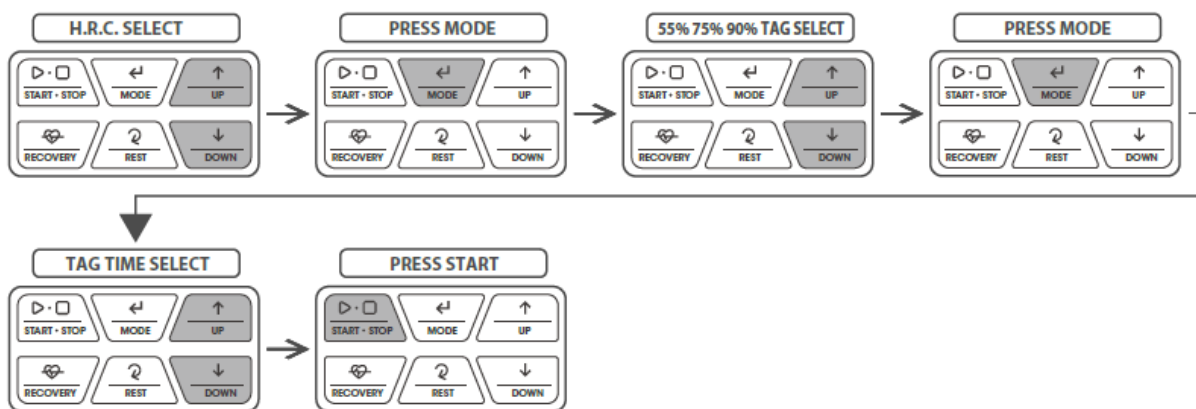 H.R.C. SELECT
PRESS MODE
55% 75% 90% TAG SELECT
PRESS MODE
START • STOP MODE UP
RECOVERY REST DOWN
START • STOP MODE UP
RECOVERY REST DOWN
START • STOP MODE UP
RECOVERY REST DOWN
START • STOP MODE UP
RECOVERY REST DOWN
TAG TIME SELECT
PRESS START
START • STOP MODE UP
RECOVERY REST DOWN
START • STOP MODE UP
RECOVERY REST DOWN